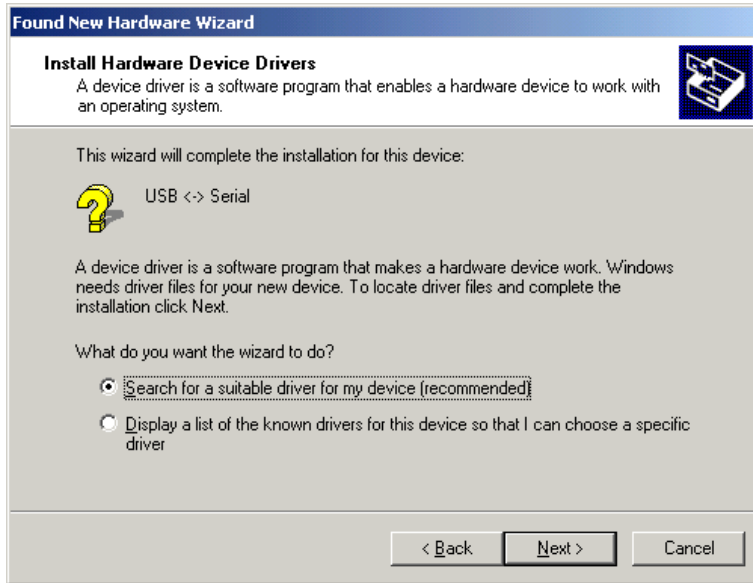 Found New Hardware Wizard
Install Hardware Device Drivers
A device driver is a software program that enables a hardware device to work with
an operating system.
This wizard will complete the installation for this device:
USB <-> Serial
A device driver is a software program that makes a hardware device work. Windows
needs driver files for your new device. To locate driver files and complete the
installation click Next.
What do you want the wizard to do?
Search for a suitable driver for my device (recommended)
Display a list of the known drivers for this device so that I can choose a specific
driver
< Back
Next >
Cancel